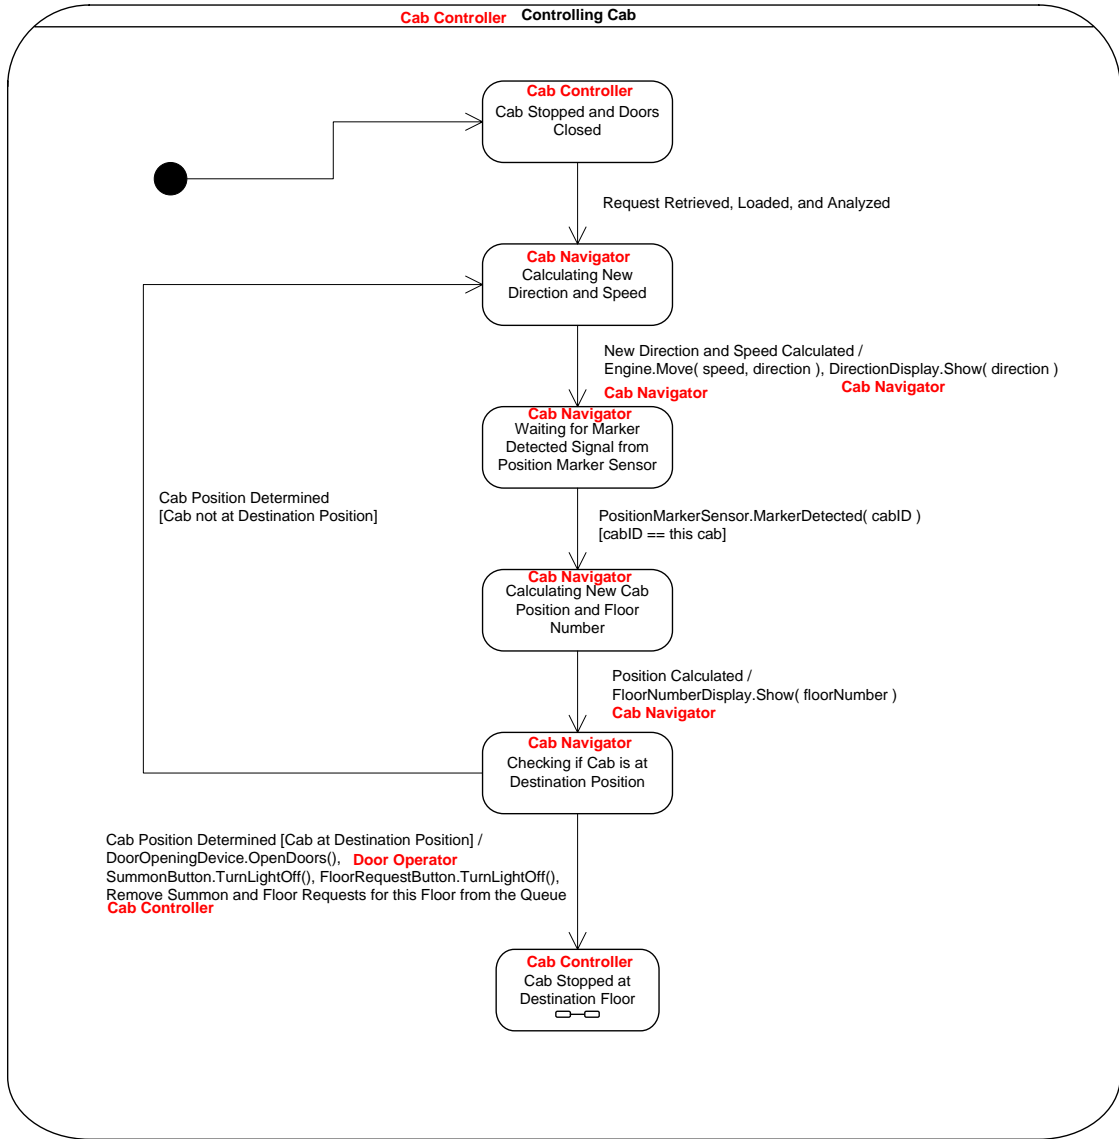 Cab Controller Controlling Cab
Cab Controller
Cab Stopped and Doors
Closed
Request Retrieved, Loaded, and Analyzed
Cab Navigator
Calculating New
Direction and Speed
New Direction and Speed Calculated /
Engine.Move( speed, direction ), DirectionDisplay.Show( direction )
Cab Navigator Cab Navigator
Cab Navigator
Waiting for Marker
Detected Signal from
Position Marker Sensor
Cab Position Determined
[Cab not at Destination Position]
PositionMarkerSensor.MarkerDetected( cabID )
[cabID == this cab]
Cab Navigator
Calculating New Cab
Position and Floor
Number
Position Calculated /
FloorNumberDisplay.Show( floorNumber )
Cab Navigator
Cab Navigator
Checking if Cab is at
Destination Position
Cab Position Determined [Cab at Destination Position] /
DoorOpeningDevice.OpenDoors(), Door Operator
SummonButton.TurnLightOff(), FloorRequestButton.TurnLightOff(),
Remove Summon and Floor Requests for this Floor from the Queue
Cab Controller
Cab Controller
Cab Stopped at
Destination Floor